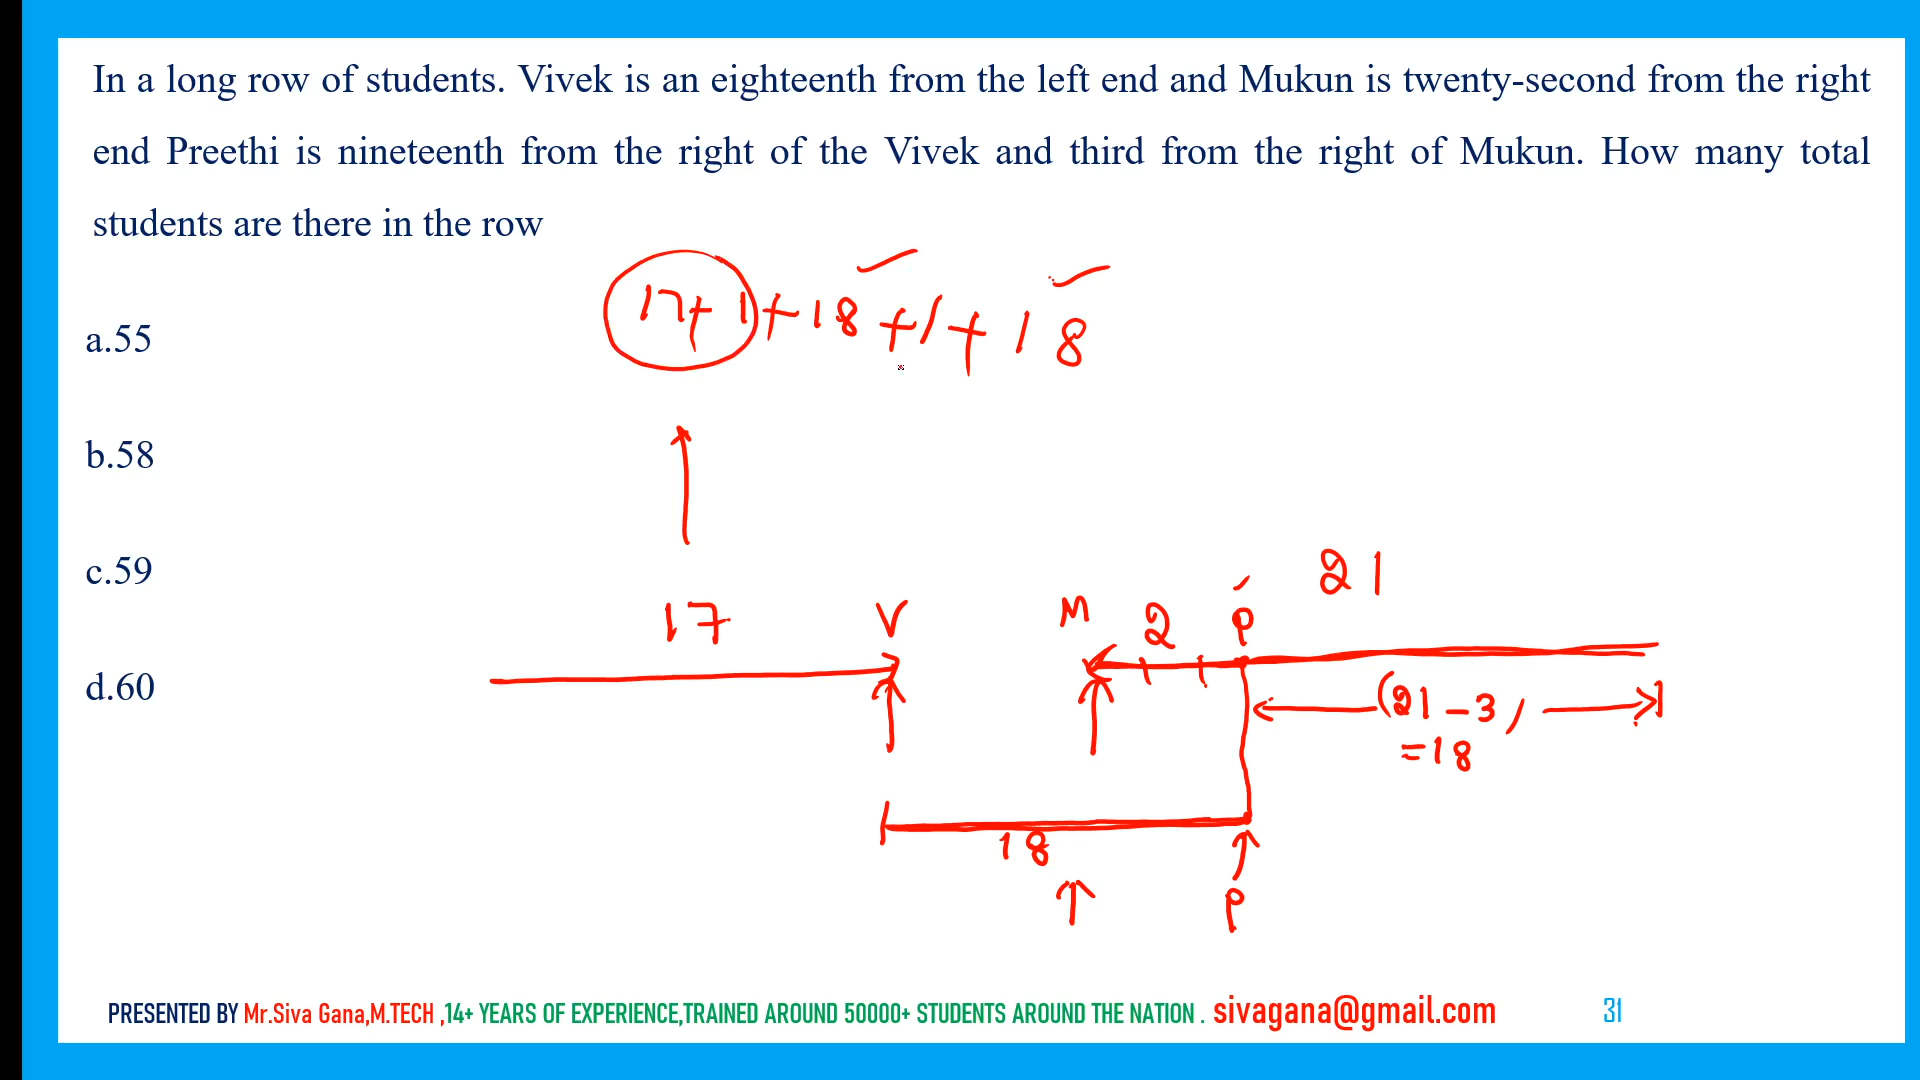 In a long row of students. Vivek is an eighteenth from the left end and Mukun is twenty-second from the right
end Preethi is nineteenth from the right of the Vivek and third from the right of Mukun. How many total
students are there in the row
17+1+18+1+18
a.55
b.58
c.59
21
17 V M 2 P
d.60
(21-3)
=18
18
P
PRESENTED BY Mr.Siva Gana,M.TECH ,14+ YEARS OF EXPERIENCE,TRAINED AROUND 50000+ STUDENTS AROUND THE NATION . sivagana@gmail.com 31